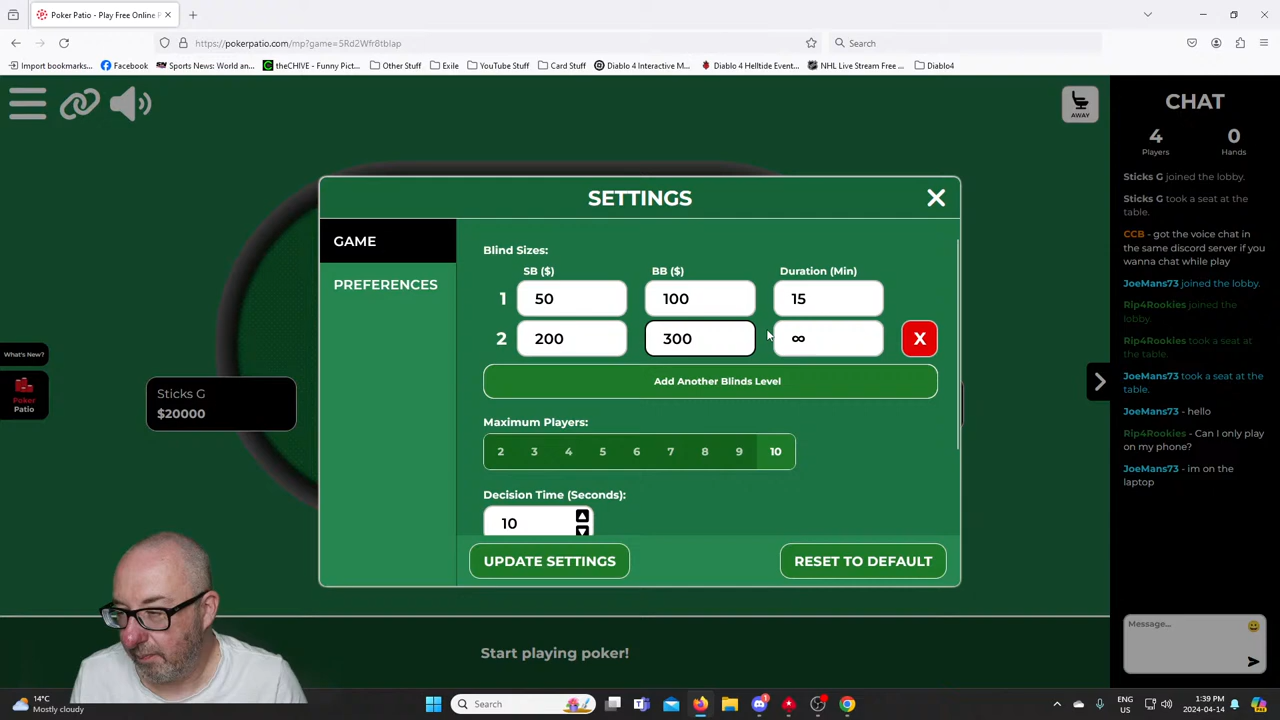 Poker Patio - Play Free Online P
https://pokerpatio.com/mp?game=SRd2Wfr8tblap
Search
Import bookmarks...
Facebook
Sports News: World an...
theCHIVE - Funny Pict...
Other Stuff
Exile
YouTube Stuff
Card Stuff
Diablo 4 Interactive M...
Diablo 4 Helltide Event...
NHL Live Stream Free ...
Diablo4
AWAY
CHAT
4
0
Players
Hands
Sticks G joined the lobby.
Sticks G took a seat at the
table.
CCB - got the voice chat in
the same discord server if you
wanna chat while play
JoeMans73 joined the lobby.
Rip4Rookies joined the
lobby.
Rip4Rookies took a seat at
the table.
JoeMans73 took a seat at the
table.
JoeMans73 - hello
Rip4Rookies - Can I only play
on my phone?
JoeMans73 - im on the
laptop
Message...
SETTINGS
GAME
PREFERENCES
Blind Sizes:
SB ($)
BB ($)
Duration (Min)
1
50
100
15
2
200
300
∞
X
Add Another Blinds Level
Maximum Players:
2 3 4 5 6 7 8 9 10
Decision Time (Seconds):
10
UPDATE SETTINGS
RESET TO DEFAULT
What's New?
Poker
Patio
Sticks G
$20000
Start playing poker!
14°C
Mostly cloudy
Search
ENG
US
1:39 PM
2024-04-14